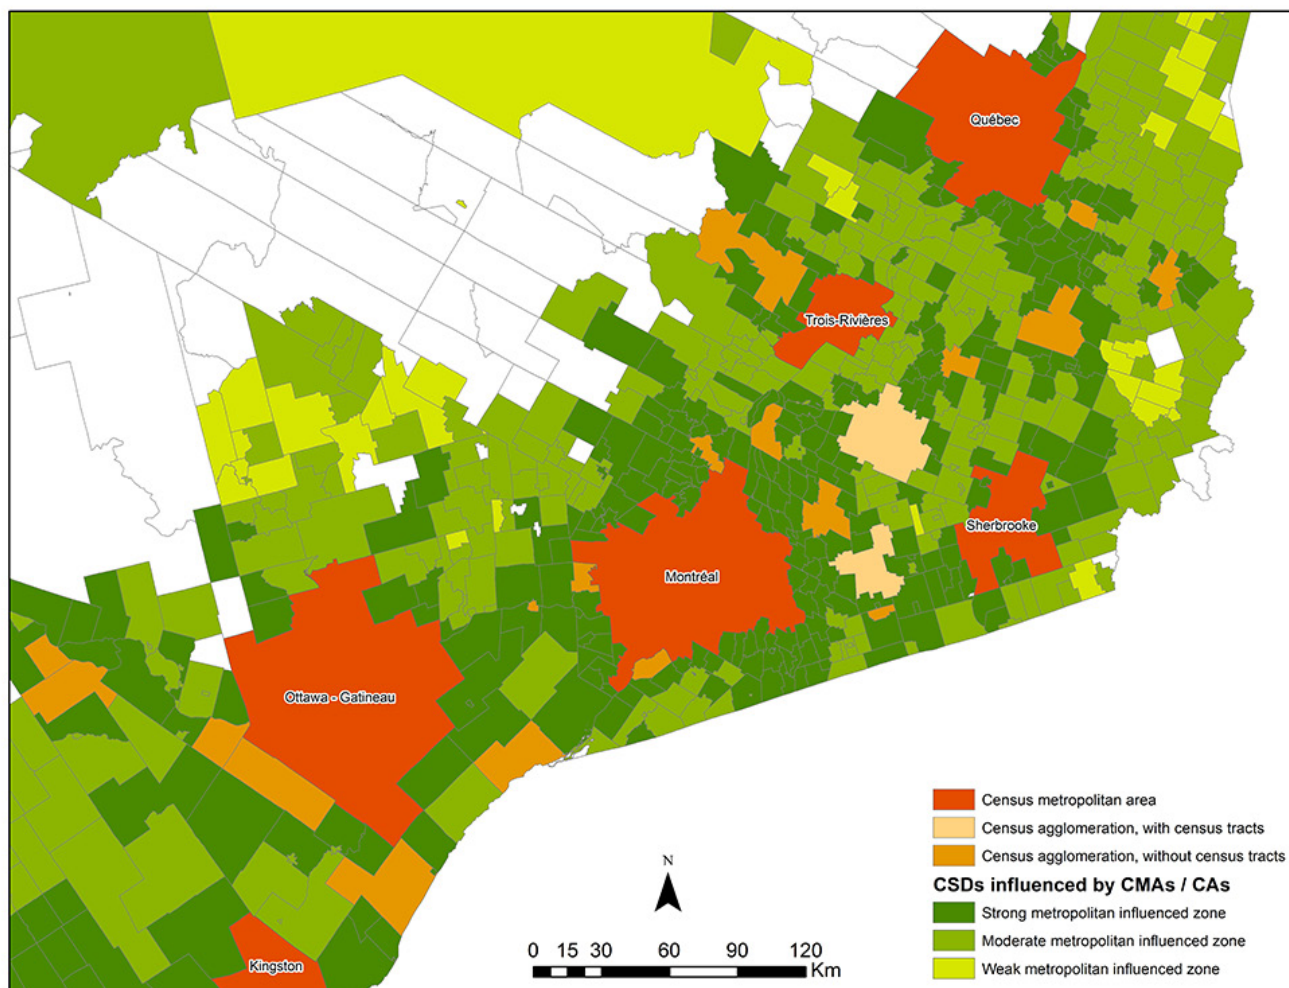 Québec
Trois-Rivières
Sherbrooke
Montréal
Ottawa - Gatineau
Kingston
N
0 15 30 60 90 120
Km
Census metropolitan area
Census agglomeration, with census tracts
Census agglomeration, without census tracts
CSDs influenced by CMAs / CAs
Strong metropolitan influenced zone
Moderate metropolitan influenced zone
Weak metropolitan influenced zone